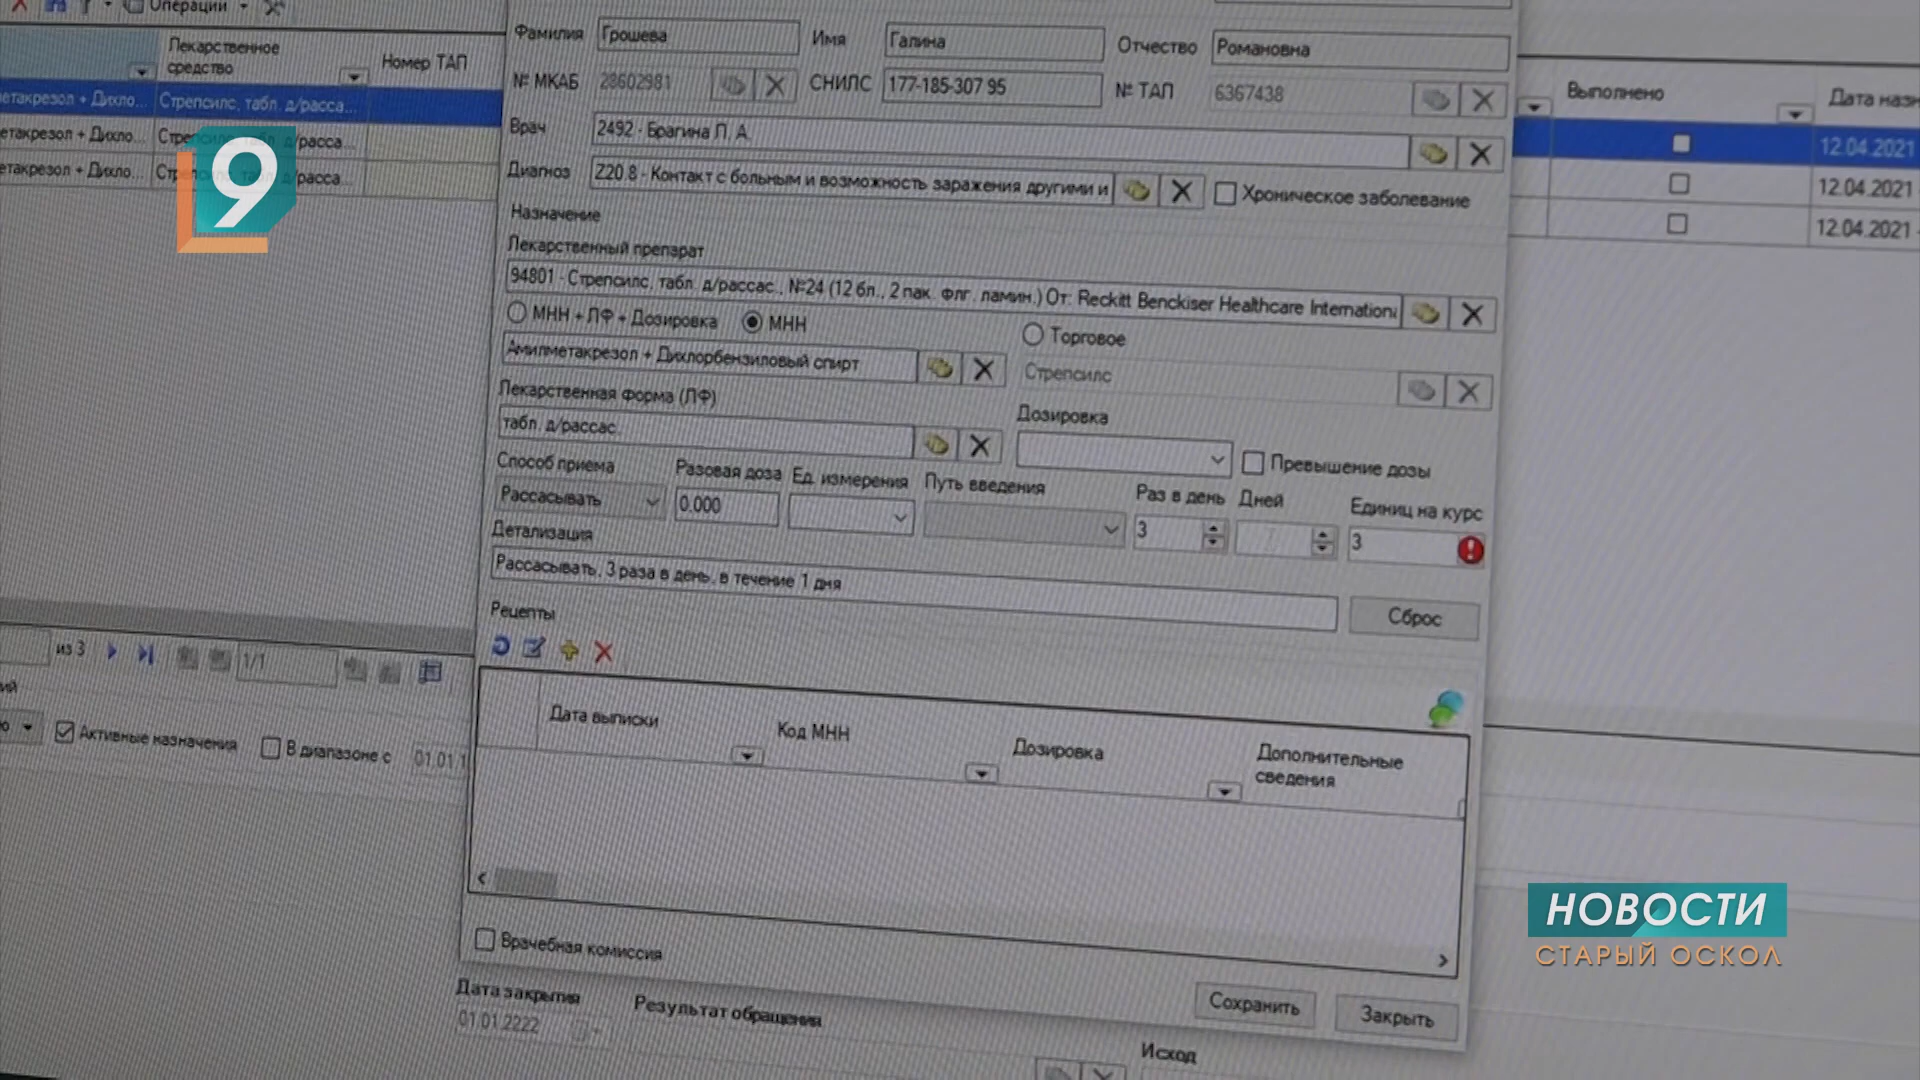 Операции
Лекарственное средство
Номер ТАП
Стрепсилс, табл. д/расса...
из 3
1/1
Активные назначения
В диапазоне с
01.01.1
Фамилия
Грошева
Имя
Галина
Отчество
Романовна
№ МКАБ
28602981
СНИЛС
177-185-307 95
№ ТАП
6367438
Врач
2492 - Брагина Л. А.
Диагноз
Z20.8 - Контакт с больным и возможность заражения другими и
Хроническое заболевание
Назначение
Лекарственный препарат
94801 - Стрепсилс, табл. д/рассас., №24 (12 бл., 2 пак. флг. ламин.) От: Reckitt Benckiser Healthcare Internation
МНН + ЛФ + Дозировка
МНН
Торговое
Амилметакрезол + Дихлорбензиловый спирт
Стрепсилс
Лекарственная форма (ЛФ)
Дозировка
табл. д/рассас.
Превышение дозы
Способ приема
Разовая доза
Ед. измерения
Путь введения
Раз в день
Дней
Единиц на курс
Рассасывать
0.000
3
3
Детализация
Рассасывать, 3 раза в день, в течение 1 дня
Сброс
Рецепты
Дата выписки
Код МНН
Дозировка
Дополнительные сведения
Врачебная комиссия
Сохранить
Закрыть
Дата закрытия
01.01.2222
Результат обращения
Исход
Выполнено
Дата назн
12.04.2021
12.04.2021
12.04.2021
9
НОВОСТИ
СТАРЫЙ ОСКОЛ